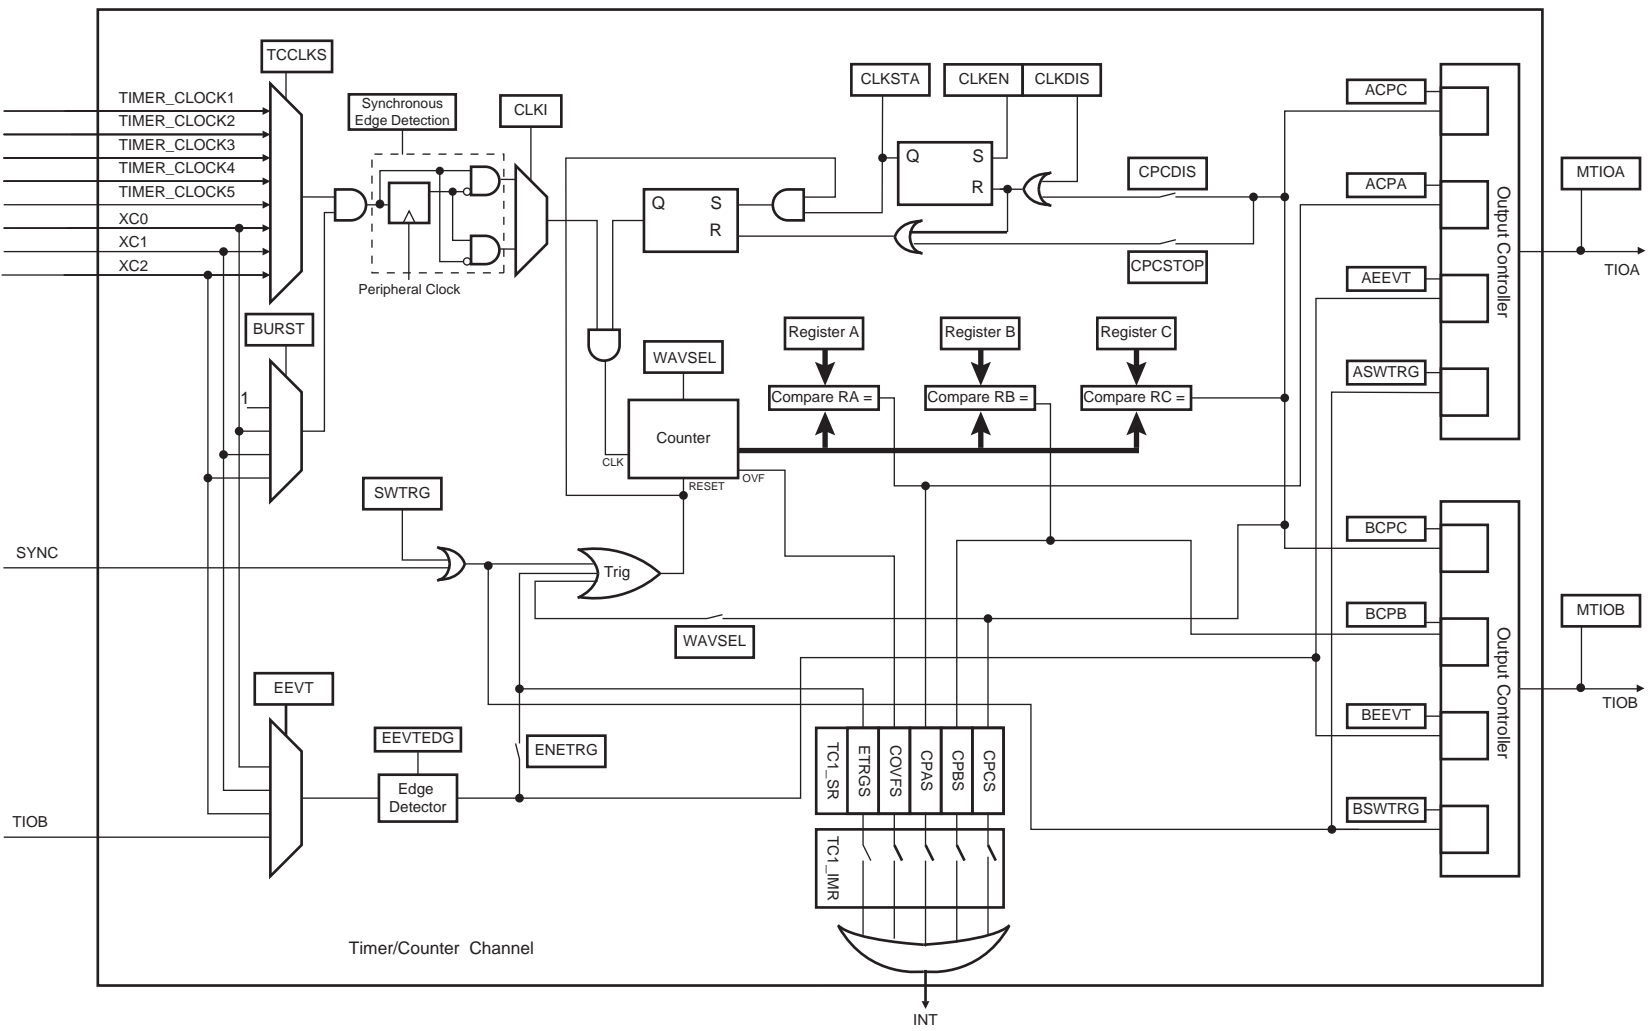 TCCLKS
TIMER_CLOCK1
TIMER_CLOCK2
TIMER_CLOCK3
TIMER_CLOCK4
TIMER_CLOCK5
XC0
XC1
XC2
Synchronous
Edge Detection
CLKI
Peripheral Clock
BURST
1
CLKSTA
CLKEN
CLKDIS
Q
S
R
Q
S
R
CPCDIS
CPCSTOP
ACPC
ACPA
AEEVT
ASWTRG
Output Controller
MTIOA
TIOA
Register A
Register B
Register C
WAVSEL
Compare RA =
Compare RB =
Compare RC =
Counter
CLK
RESET
OVF
SWTRG
SYNC
Trig
WAVSEL
BCPC
BCPB
BEEVT
BSWTRG
Output Controller
MTIOB
TIOB
EEVT
EEVTEDG
Edge
Detector
ENETRG
TIOB
TC1_SR
ETRGS
COVFS
CPAS
CPBS
CPCS
TC1_IMR
Timer/Counter Channel
INT